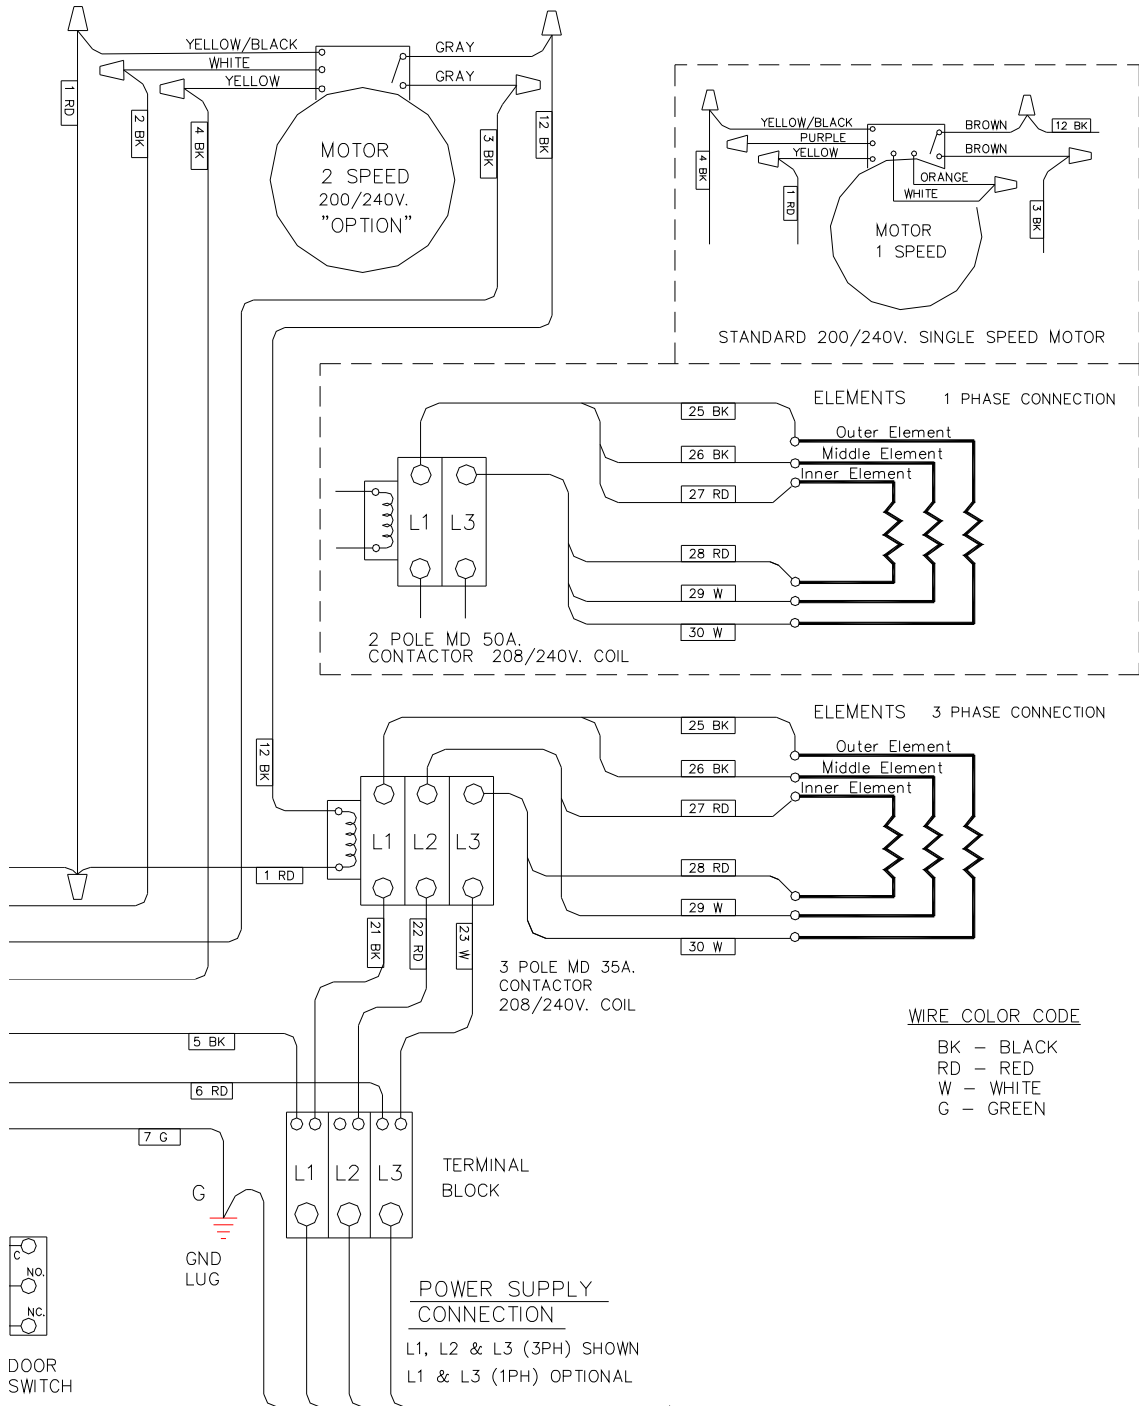 YELLOW/BLACK
WHITE
YELLOW
GRAY
GRAY
1 RD
2 BK
4 BK
3 BK
12 BK
MOTOR
2 SPEED
200/240V.
"OPTION"
YELLOW/BLACK
PURPLE
YELLOW
BROWN
12 BK
BROWN
ORANGE
WHITE
4 BK
1 RD
3 BK
MOTOR
1 SPEED
STANDARD 200/240V. SINGLE SPEED MOTOR
ELEMENTS 1 PHASE CONNECTION
25 BK
Outer Element
26 BK
Middle Element
Inner Element
27 RD
L1 L3
28 RD
29 W
30 W
2 POLE MD 50A.
CONTACTOR 208/240V. COIL
ELEMENTS 3 PHASE CONNECTION
25 BK
Outer Element
26 BK
Middle Element
Inner Element
27 RD
12 BK
L1 L2 L3
1 RD
28 RD
29 W
30 W
21 BK
22 RD
23 W
3 POLE MD 35A.
CONTACTOR
208/240V. COIL
WIRE COLOR CODE
BK - BLACK
RD - RED
W - WHITE
G - GREEN
5 BK
6 RD
7 G
L1 L2 L3
TERMINAL
BLOCK
G
GND
LUG
C
NO.
NC.
DOOR
SWITCH
POWER SUPPLY
CONNECTION
L1, L2 & L3 (3PH) SHOWN
L1 & L3 (1PH) OPTIONAL